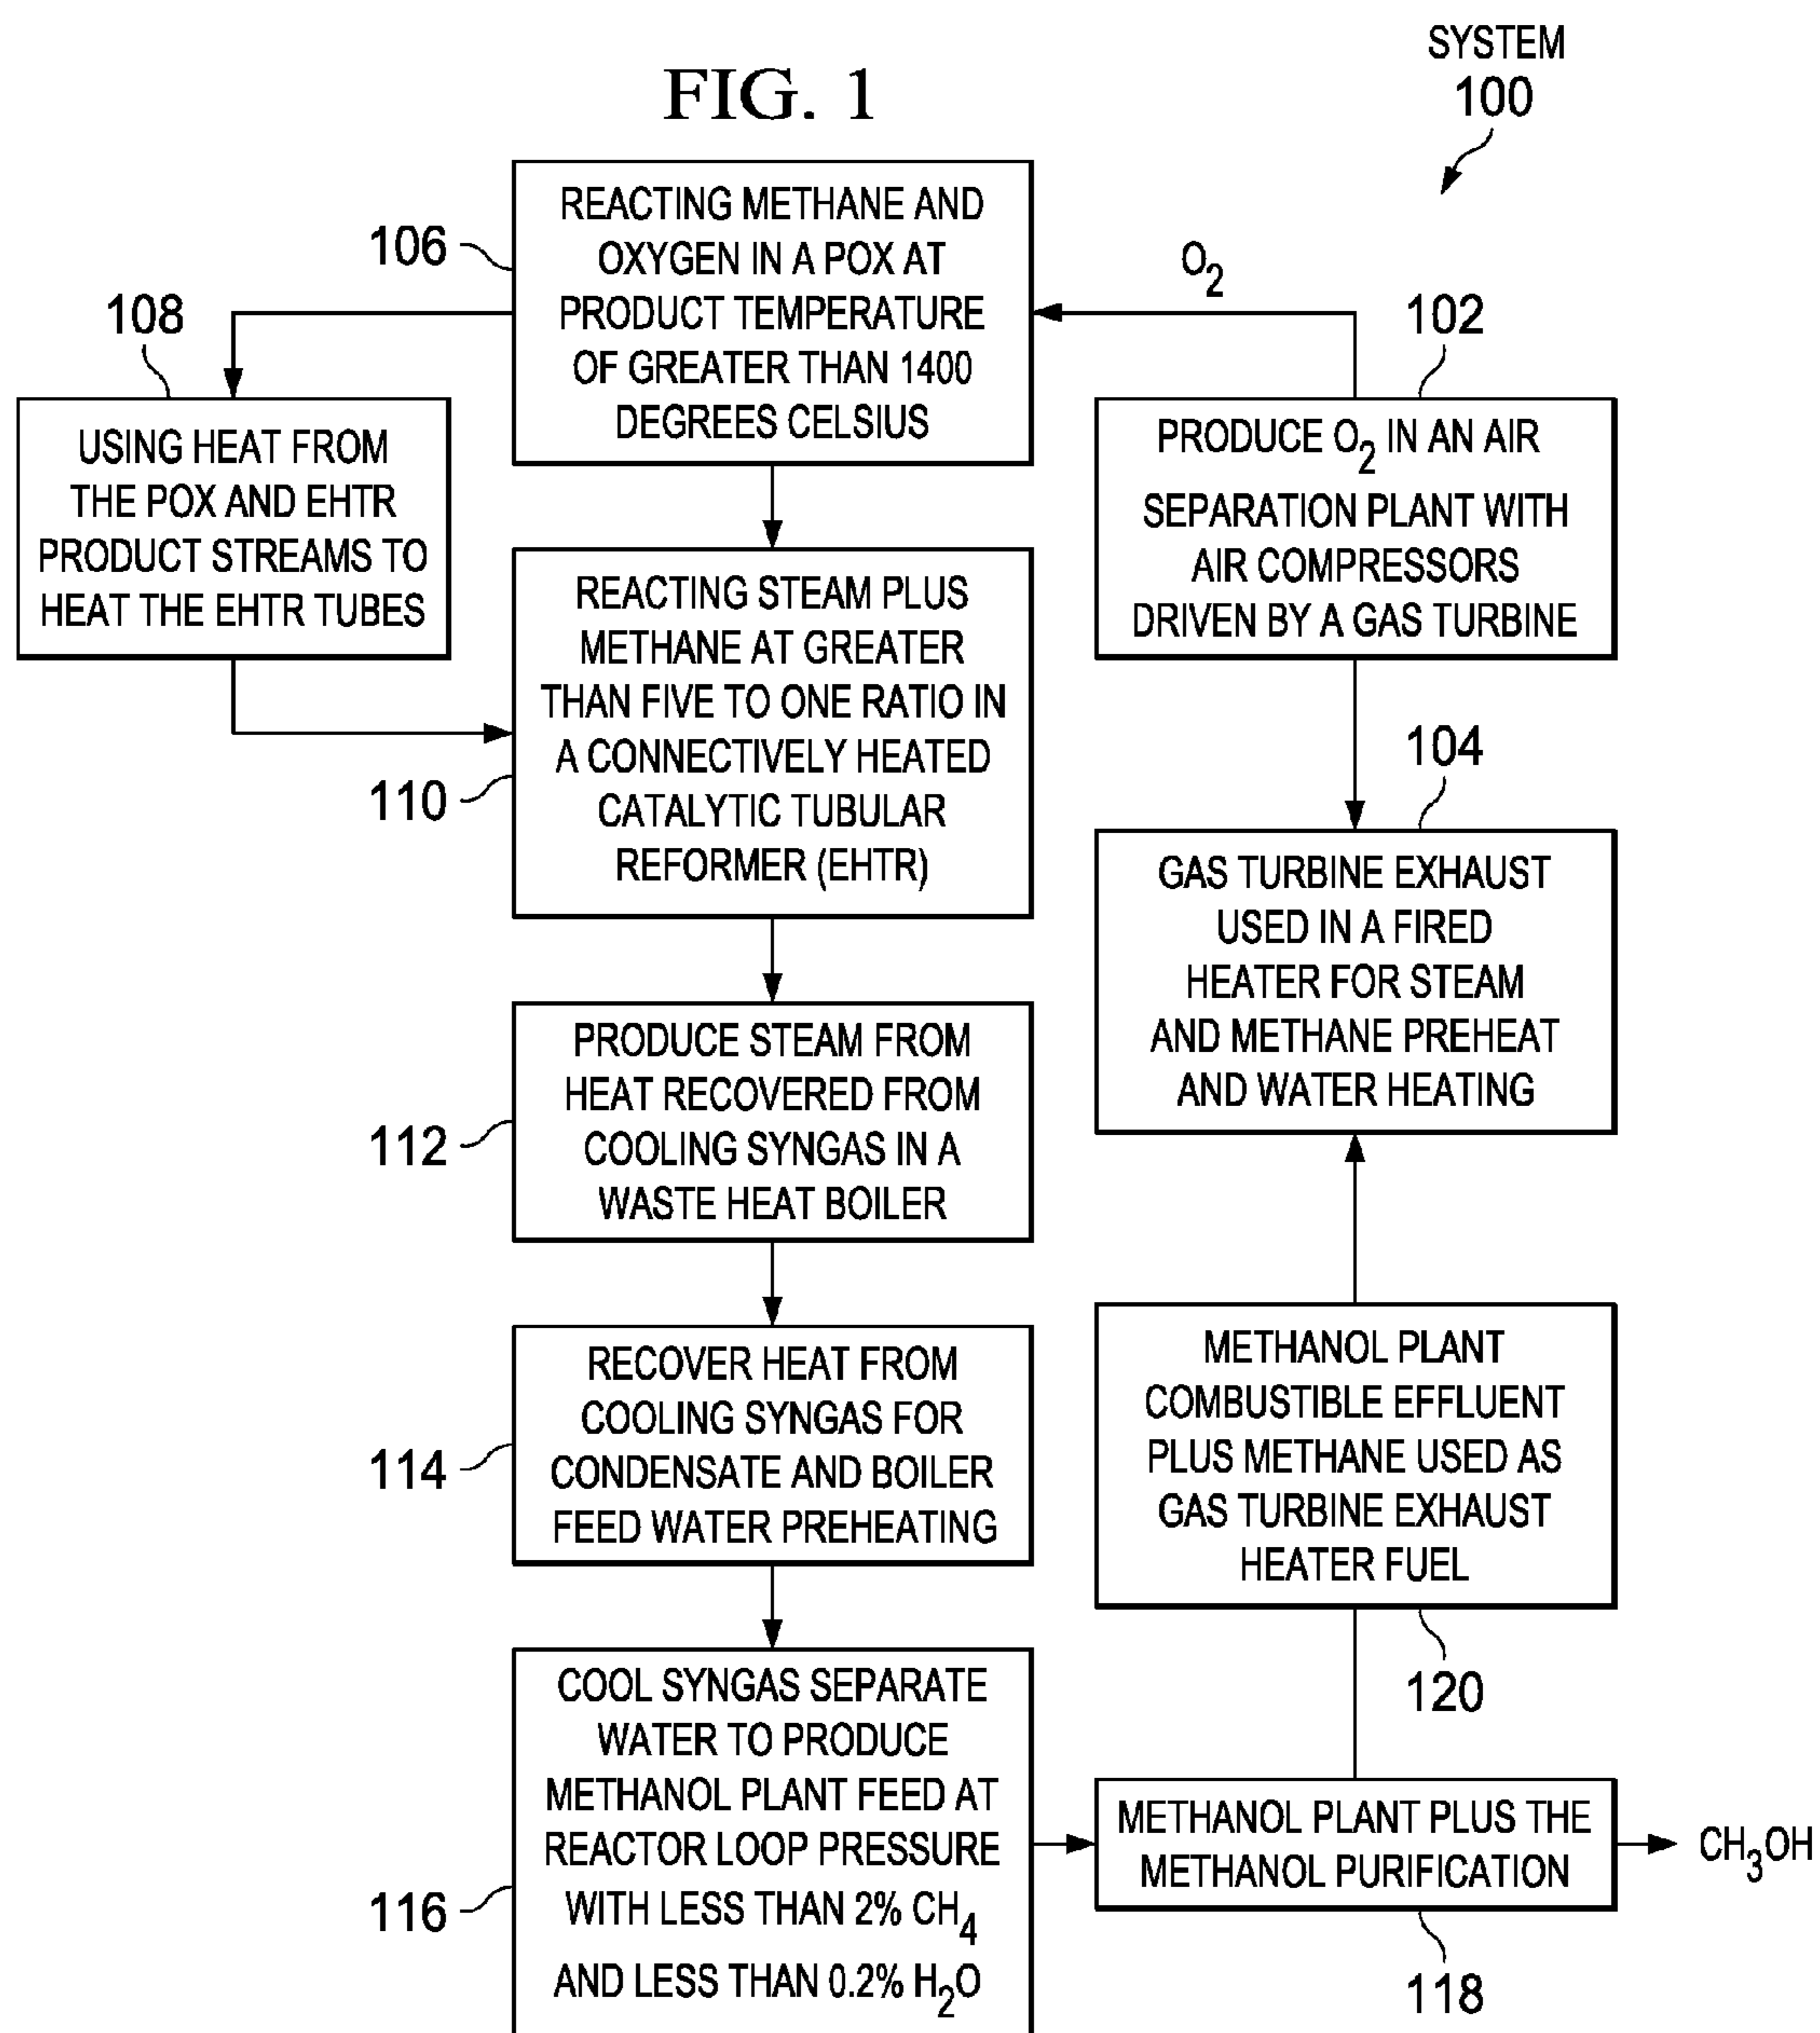 SYSTEM
100
FIG. 1
106
REACTING METHANE AND
OXYGEN IN A POX AT
PRODUCT TEMPERATURE
OF GREATER THAN 1400
DEGREES CELSIUS
O2
102
PRODUCE O2 IN AN AIR
SEPARATION PLANT WITH
AIR COMPRESSORS
DRIVEN BY A GAS TURBINE
108
USING HEAT FROM
THE POX AND EHTR
PRODUCT STREAMS TO
HEAT THE EHTR TUBES
110
REACTING STEAM PLUS
METHANE AT GREATER
THAN FIVE TO ONE RATIO IN
A CONNECTIVELY HEATED
CATALYTIC TUBULAR
REFORMER (EHTR)
104
GAS TURBINE EXHAUST
USED IN A FIRED
HEATER FOR STEAM
AND METHANE PREHEAT
AND WATER HEATING
112
PRODUCE STEAM FROM
HEAT RECOVERED FROM
COOLING SYNGAS IN A
WASTE HEAT BOILER
114
RECOVER HEAT FROM
COOLING SYNGAS FOR
CONDENSATE AND BOILER
FEED WATER PREHEATING
METHANOL PLANT
COMBUSTIBLE EFFLUENT
PLUS METHANE USED AS
GAS TURBINE EXHAUST
HEATER FUEL
120
116
COOL SYNGAS SEPARATE
WATER TO PRODUCE
METHANOL PLANT FEED AT
REACTOR LOOP PRESSURE
WITH LESS THAN 2% CH4
AND LESS THAN 0.2% H2O
METHANOL PLANT PLUS THE
METHANOL PURIFICATION
118
CH3OH